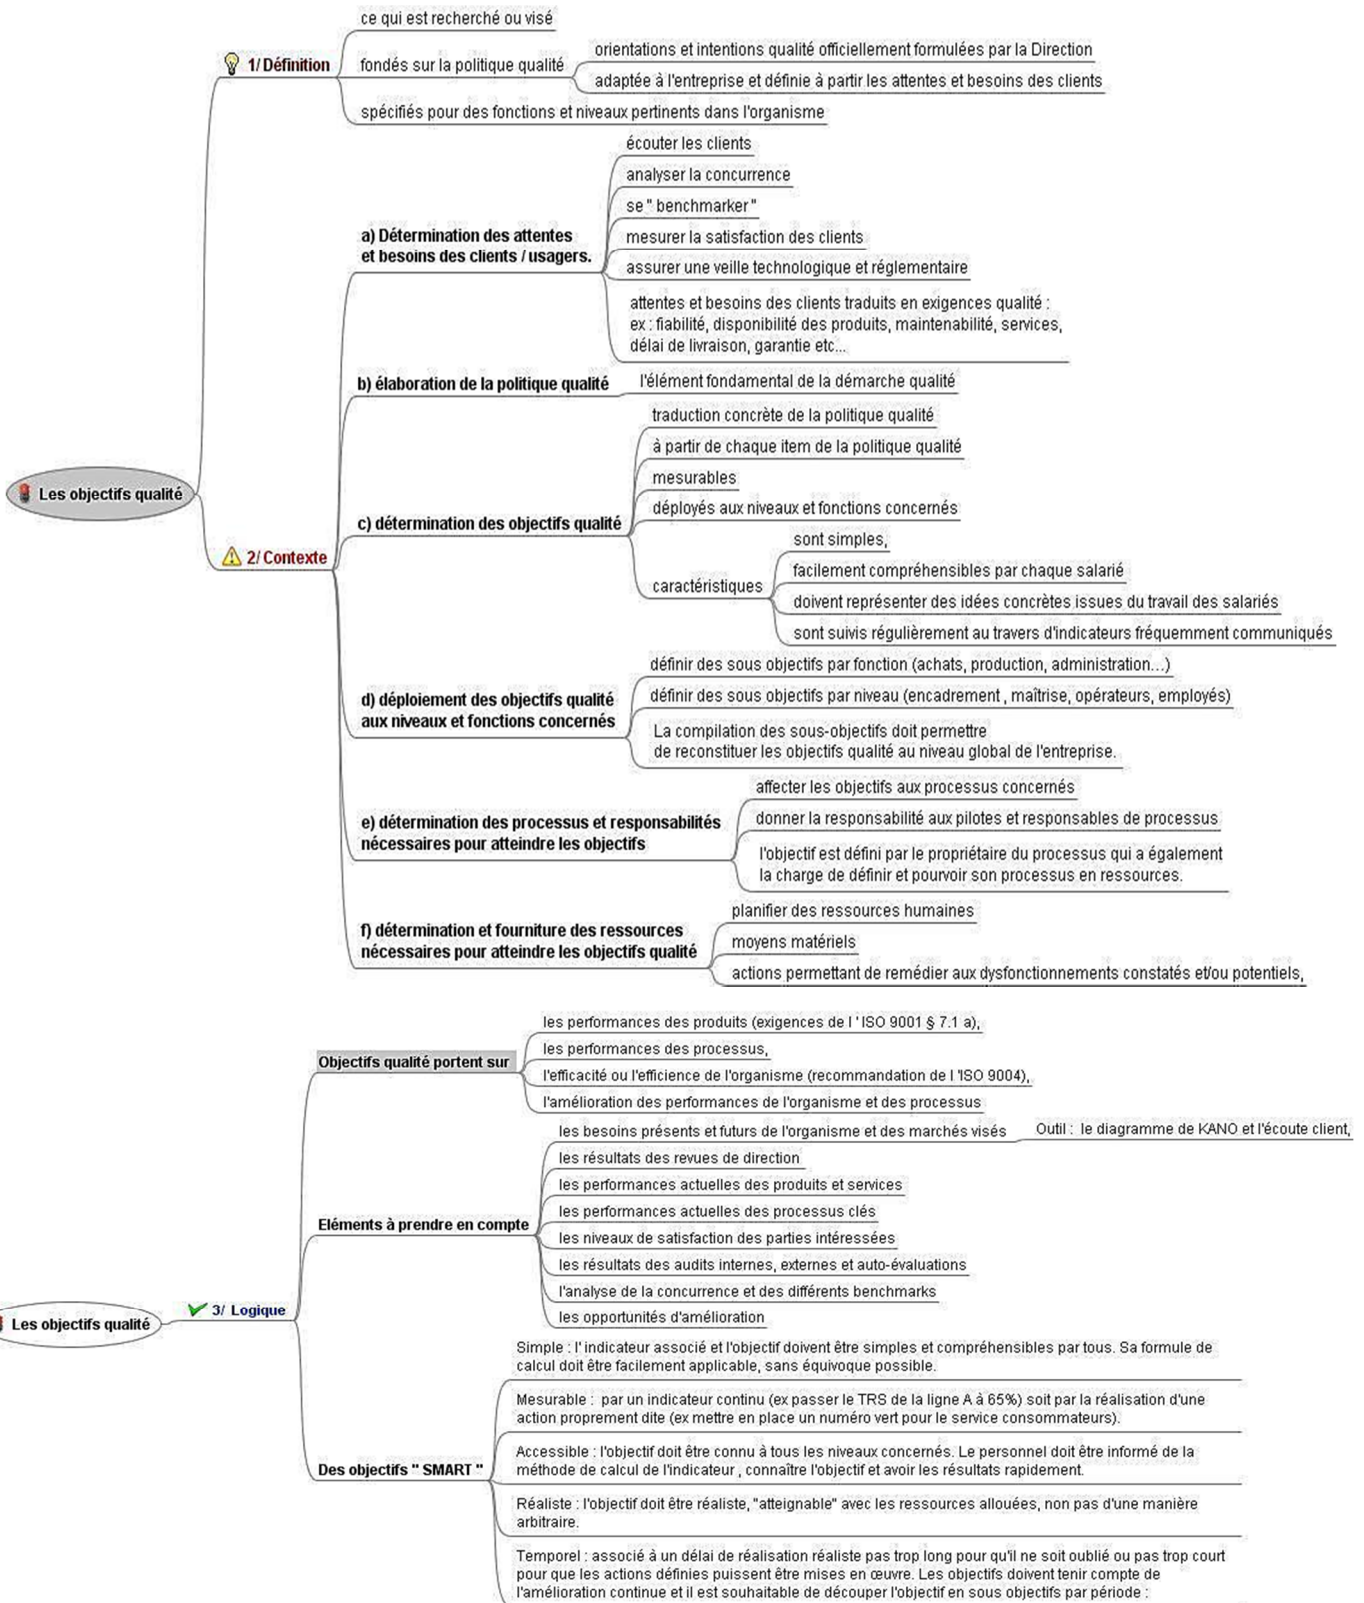 ce qui est recherché ou visé
1/ Définition
fondés sur la politique qualité
orientations et intentions qualité officiellement formulées par la Direction
adaptée à l'entreprise et définie à partir les attentes et besoins des clients
spécifiés pour des fonctions et niveaux pertinents dans l'organisme
Les objectifs qualité
2/ Contexte
a) Détermination des attentes
et besoins des clients / usagers.
écouter les clients
analyser la concurrence
se " benchmarker "
mesurer la satisfaction des clients
assurer une veille technologique et réglementaire
attentes et besoins des clients traduits en exigences qualité :
ex : fiabilité, disponibilité des produits, maintenabilité, services,
délai de livraison, garantie etc...
b) élaboration de la politique qualité
l'élément fondamental de la démarche qualité
c) détermination des objectifs qualité
traduction concrète de la politique qualité
à partir de chaque item de la politique qualité
mesurables
déployés aux niveaux et fonctions concernés
caractéristiques
sont simples,
facilement compréhensibles par chaque salarié
doivent représenter des idées concrètes issues du travail des salariés
sont suivis régulièrement au travers d'indicateurs fréquemment communiqués
d) déploiement des objectifs qualité
aux niveaux et fonctions concernés
définir des sous objectifs par fonction (achats, production, administration...)
définir des sous objectifs par niveau (encadrement , maîtrise, opérateurs, employés)
La compilation des sous-objectifs doit permettre
de reconstituer les objectifs qualité au niveau global de l'entreprise.
e) détermination des processus et responsabilités
nécessaires pour atteindre les objectifs
affecter les objectifs aux processus concernés
donner la responsabilité aux pilotes et responsables de processus
l'objectif est défini par le propriétaire du processus qui a également
la charge de définir et pourvoir son processus en ressources.
f) détermination et fourniture des ressources
nécessaires pour atteindre les objectifs qualité
planifier des ressources humaines
moyens matériels
actions permettant de remédier aux dysfonctionnements constatés et/ou potentiels,
Les objectifs qualité
3/ Logique
Objectifs qualité portent sur
les performances des produits (exigences de l ' ISO 9001 § 7.1 a),
les performances des processus,
l'efficacité ou l'efficience de l'organisme (recommandation de l 'ISO 9004),
l'amélioration des performances de l'organisme et des processus
Eléments à prendre en compte
les besoins présents et futurs de l'organisme et des marchés visés
Outil : le diagramme de KANO et l'écoute client,
les résultats des revues de direction
les performances actuelles des produits et services
les performances actuelles des processus clés
les niveaux de satisfaction des parties intéressées
les résultats des audits internes, externes et auto-évaluations
l'analyse de la concurrence et des différents benchmarks
les opportunités d'amélioration
Des objectifs " SMART "
Simple : l' indicateur associé et l'objectif doivent être simples et compréhensibles par tous. Sa formule de
calcul doit être facilement applicable, sans équivoque possible.
Mesurable : par un indicateur continu (ex passer le TRS de la ligne A à 65%) soit par la réalisation d'une
action proprement dite (ex mettre en place un numéro vert pour le service consommateurs).
Accessible : l'objectif doit être connu à tous les niveaux concernés. Le personnel doit être informé de la
méthode de calcul de l'indicateur , connaître l'objectif et avoir les résultats rapidement.
Réaliste : l'objectif doit être réaliste, "atteignable" avec les ressources allouées, non pas d'une manière
arbitraire.
Temporel : associé à un délai de réalisation réaliste pas trop long pour qu'il ne soit oublié ou pas trop court
pour que les actions définies puissent être mises en œuvre. Les objectifs doivent tenir compte de
l'amélioration continue et il est souhaitable de découper l'objectif en sous objectifs par période :